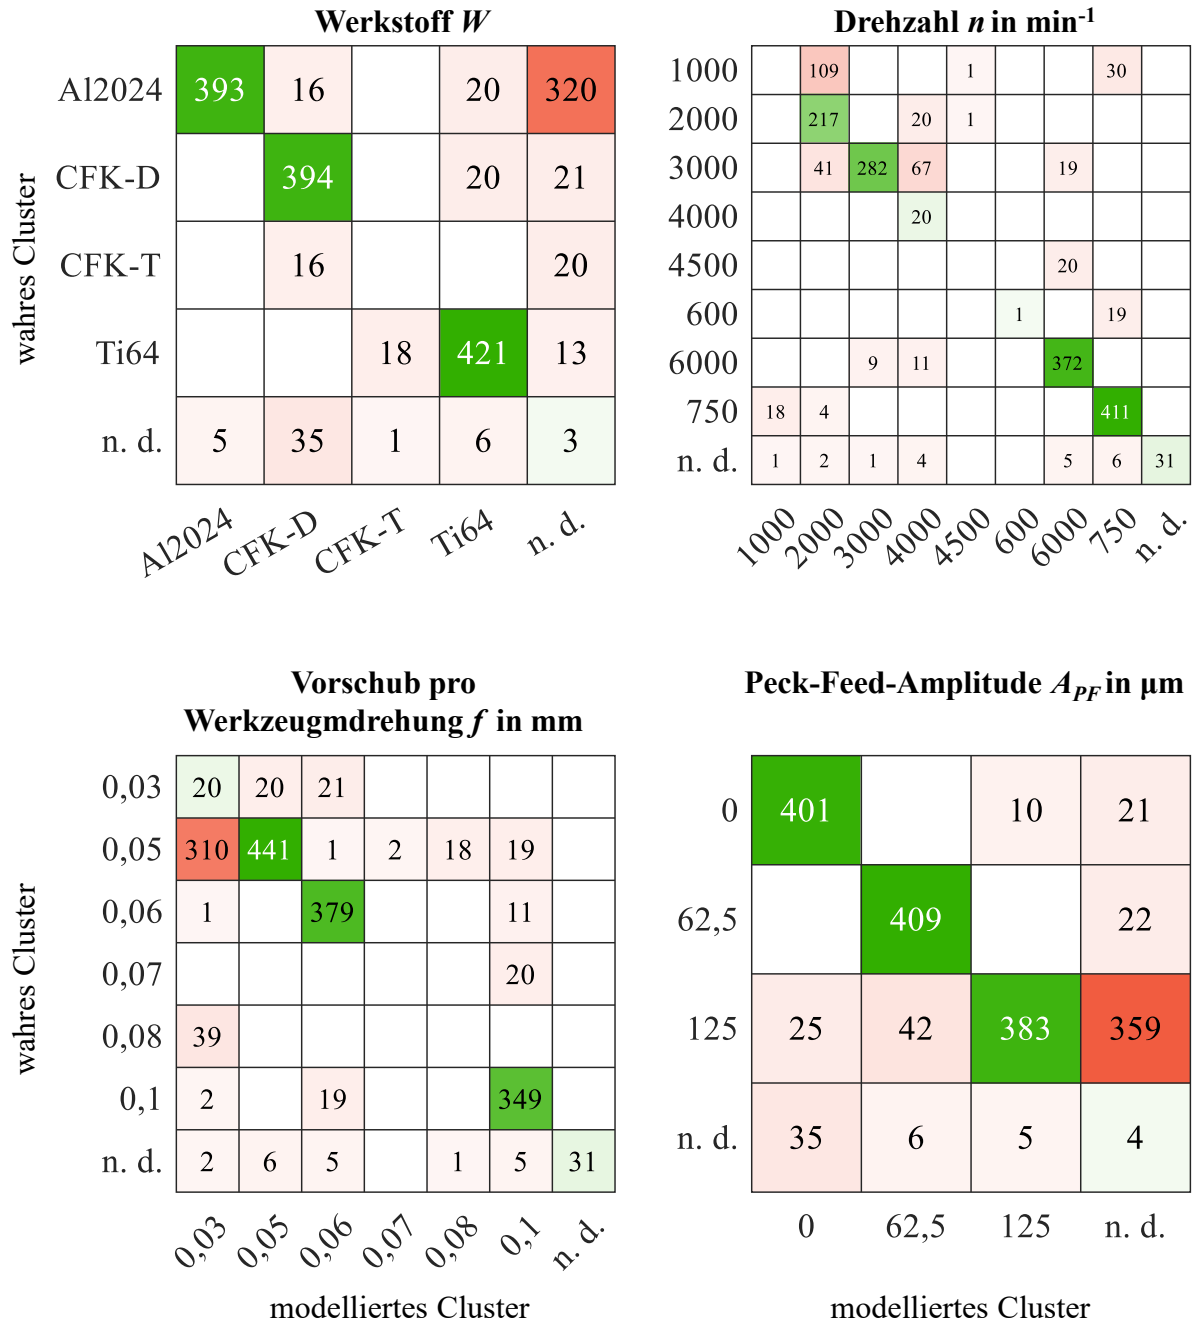 Werkstoff W
Al2024 393 16 20 320
CFK-D 394 20 21
CFK-T 16 20
Ti64 18 421 13
n. d. 5 35 1 6 3
Al2024 CFK-D CFK-T Ti64 n. d.
wahres Cluster
Drehzahl n in min-1
1000 109 1 30
2000 217 20 1
3000 41 282 67 19
4000 20
4500 20
600 1 19
6000 9 11 372
750 18 4 411
n. d. 1 2 1 4 5 6 31
1000 2000 3000 4000 4500 600 6000 750 n. d.
Vorschub pro
Werkzeugmdrehung f in mm
0,03 20 20 21
0,05 310 441 1 2 18 19
0,06 1 379 11
0,07 20
0,08 39
0,1 2 19 349
n. d. 2 6 5 1 5 31
0,03 0,05 0,06 0,07 0,08 0,1 n. d.
wahres Cluster
modelliertes Cluster
Peck-Feed-Amplitude APF in µm
0 401 10 21
62,5 409 22
125 25 42 383 359
n. d. 35 6 5 4
0 62,5 125 n. d.
modelliertes Cluster